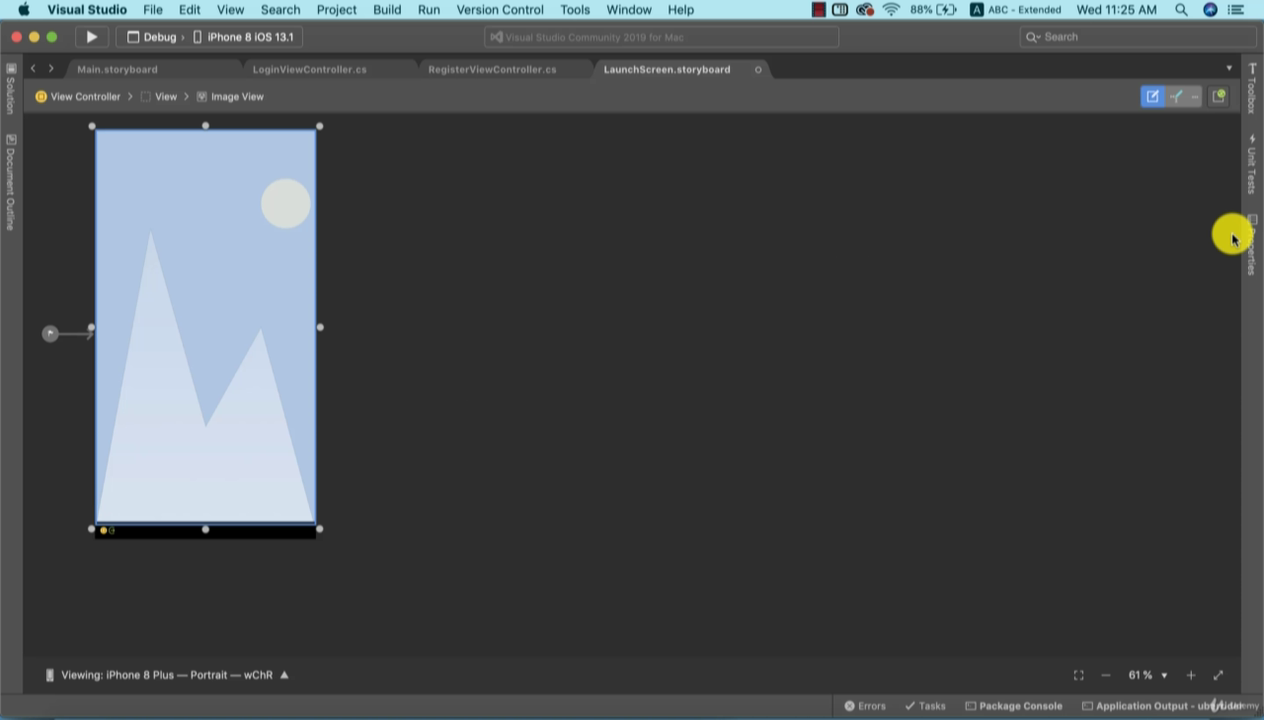 Visual Studio File Edit View Search Project Build Run Version Control Tools Window Help 88% A ABC - Extended Wed 11:25 AM
Debug › iPhone 8 iOS 13.1 Visual Studio Community 2019 for Mac Search
Main.storyboard LoginViewController.cs RegisterViewController.cs LaunchScreen.storyboard
View Controller > View > Image View
Solution
Document Outline
Toolbox
Unit Tests
Viewing: iPhone 8 Plus — Portrait — wChR 61%
Errors Tasks Package Console Application Output -